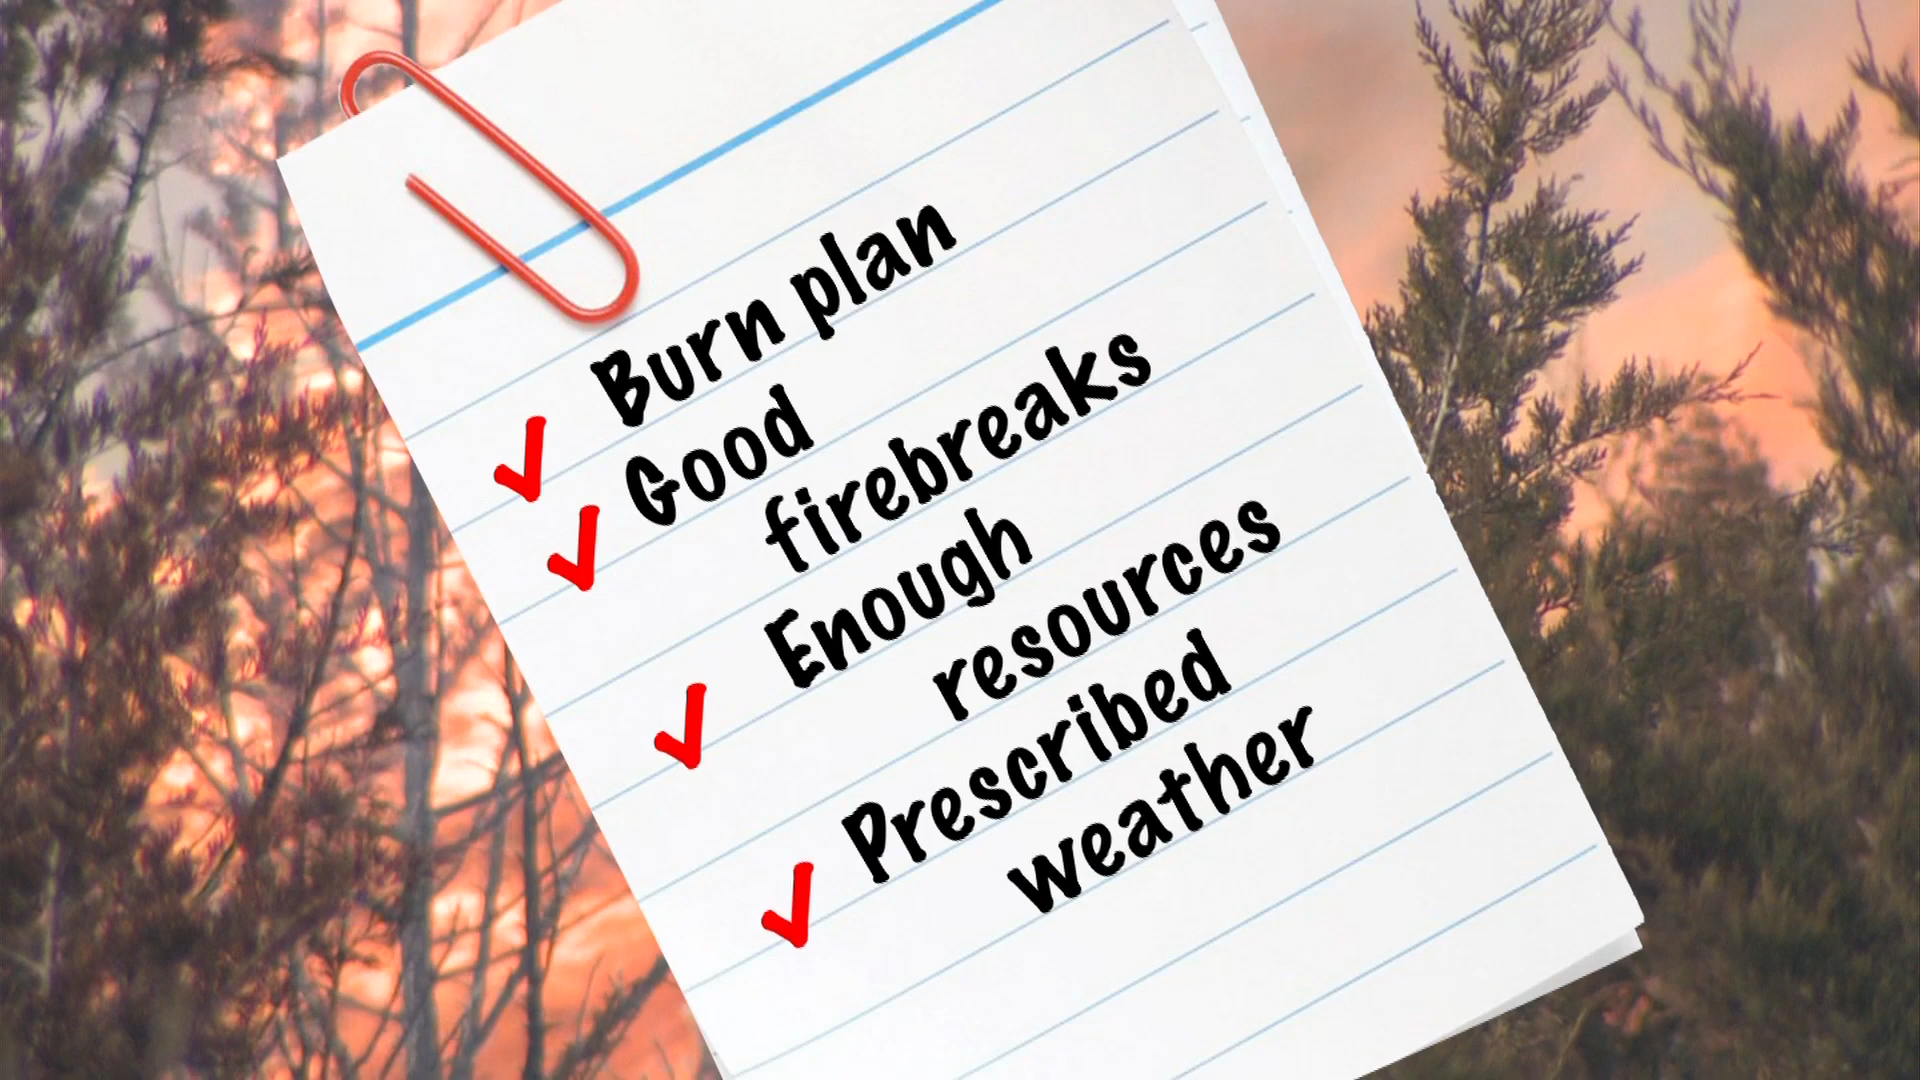 Burn plan
Good
firebreaks
Enough
resources
Prescribed
weather